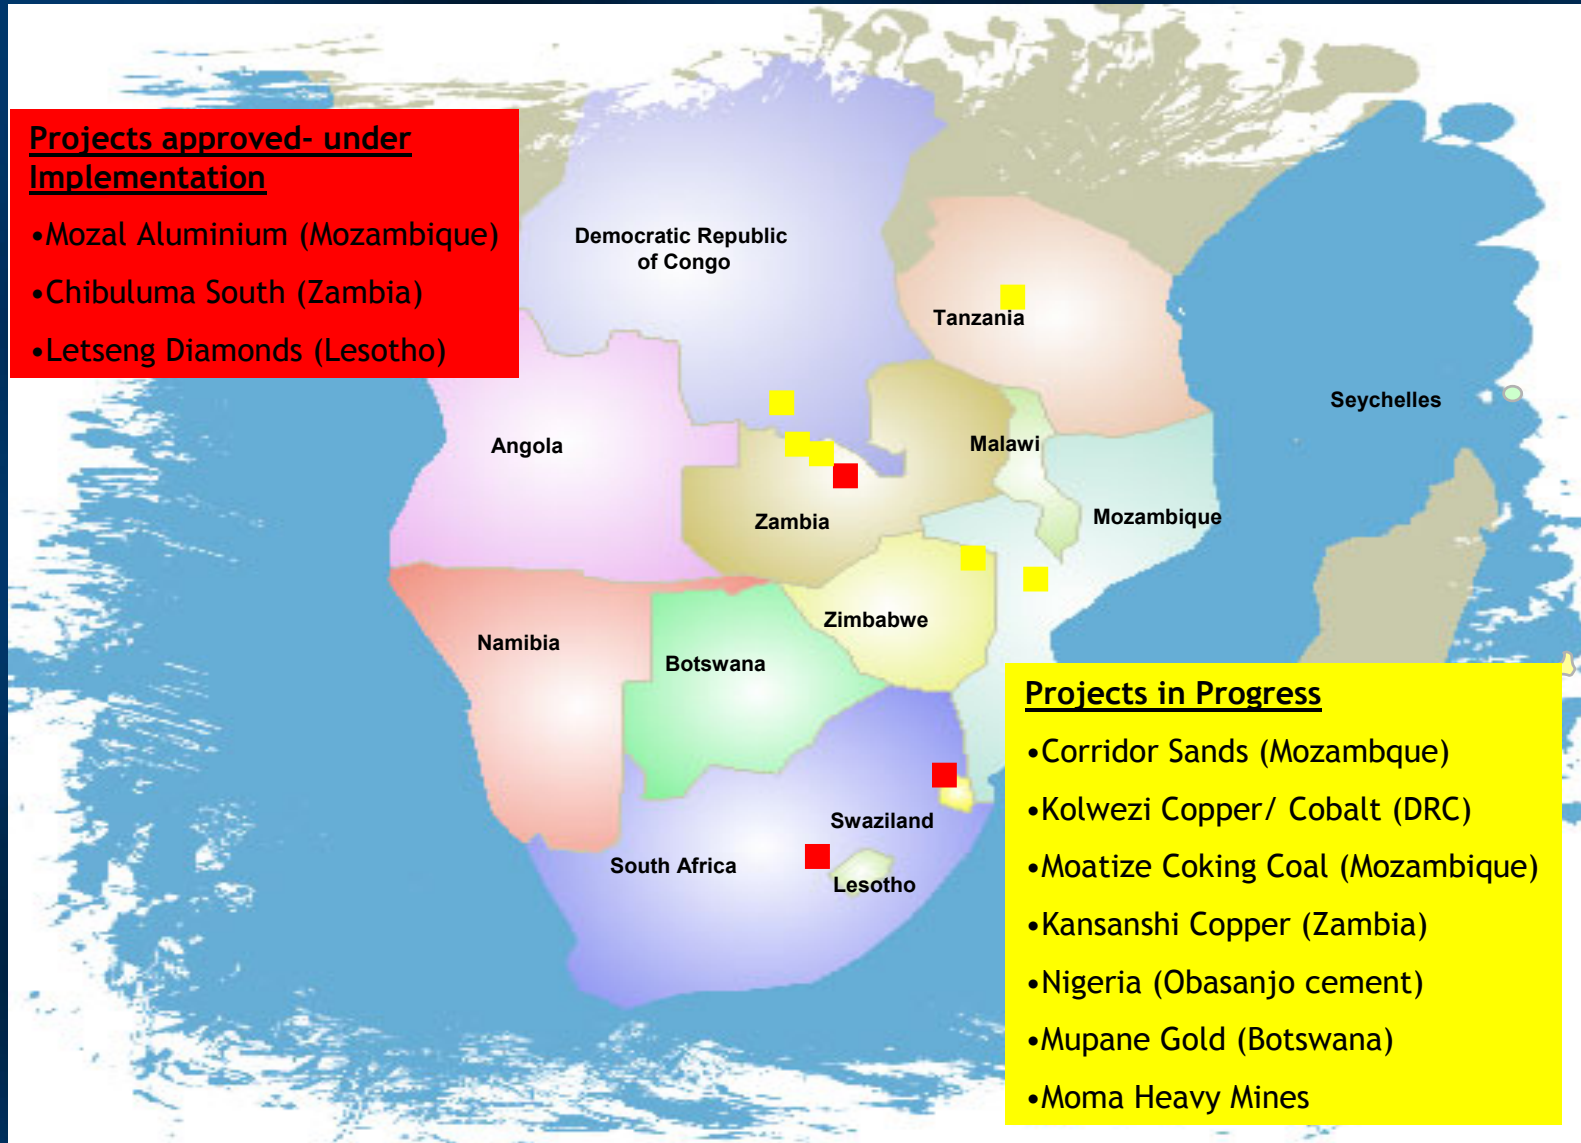 Projects approved- under
Implementation
•Mozal Aluminium (Mozambique)
•Chibuluma South (Zambia)
•Letseng Diamonds (Lesotho)
Democratic Republic
of Congo
Tanzania
Seychelles
Angola
Malawi
Zambia
Mozambique
Zimbabwe
Namibia
Botswana
Swaziland
South Africa
Lesotho
Projects in Progress
•Corridor Sands (Mozambque)
•Kolwezi Copper/ Cobalt (DRC)
•Moatize Coking Coal (Mozambique)
•Kansanshi Copper (Zambia)
•Nigeria (Obasanjo cement)
•Mupane Gold (Botswana)
•Moma Heavy Mines